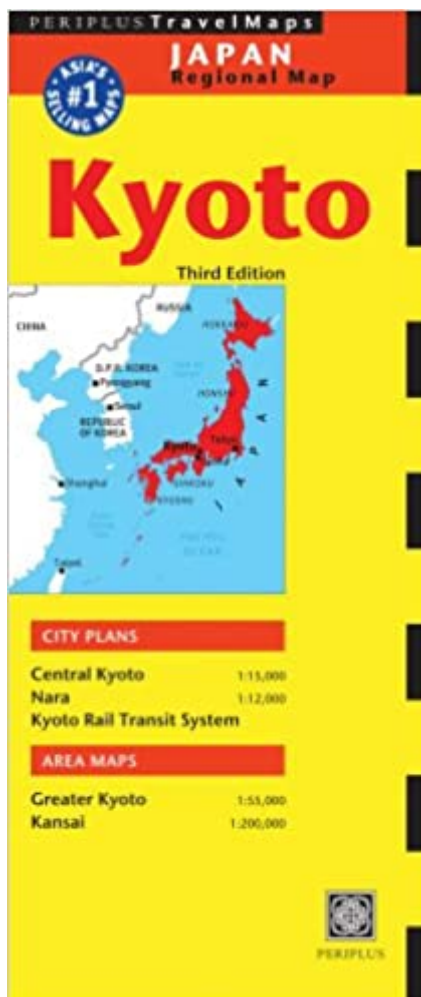 PERIPLUS TravelMaps
JAPAN
Regional Map
ASIA'S
#1
SELLING MAPS
Kyoto
Third Edition
RUSSIA
CHINA
HOKKAIDO
D.P.R. KOREA
Pyongyang
HONSHU
Seoul
REPUBLIC
OF KOREA
JAPAN
Kyoto
Tokyo
Shanghai
SHIKOKU
KYUSHU
Taipei
CITY PLANS
Central Kyoto 1:15,000
Nara 1:12,000
Kyoto Rail Transit System
AREA MAPS
Greater Kyoto 1:55,000
Kansai 1:200,000
PERIPLUS